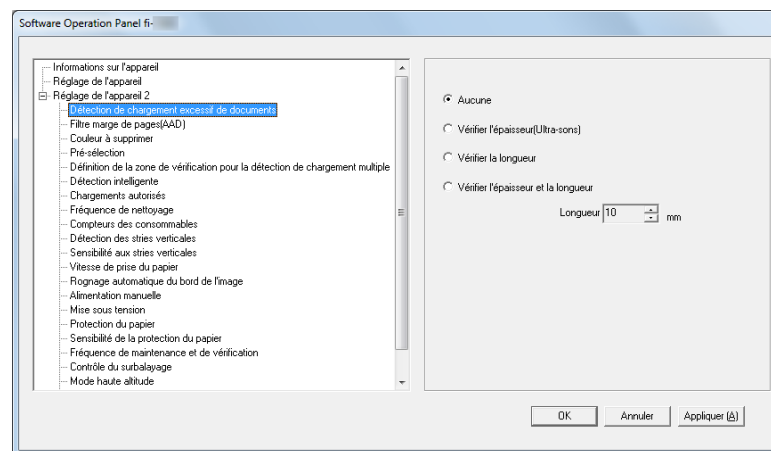 Software Operation Panel fi-
Informations sur l'appareil
Réglage de l'appareil
Réglage de l'appareil 2
Détection de chargement excessif de documents
Filtre marge de pages(AAD)
Couleur à supprimer
Pré-sélection
Définition de la zone de vérification pour la détection de chargement multiple
Détection intelligente
Chargements autorisés
Fréquence de nettoyage
Compteurs des consommables
Détection des stries verticales
Sensibilité aux stries verticales
Vitesse de prise du papier
Rognage automatique du bord de l'image
Alimentation manuelle
Mise sous tension
Protection du papier
Sensibilité de la protection du papier
Fréquence de maintenance et de vérification
Contrôle du surbalayage
Mode haute altitude
Aucune
Vérifier l'épaisseur(Ultra-sons)
Vérifier la longueur
Vérifier l'épaisseur et la longueur
Longueur 10 mm
OK Annuler Appliquer (A)